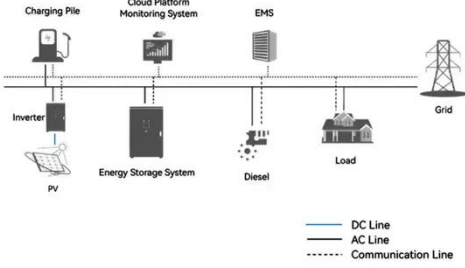 Charging Pile
Cloud Platform
Monitoring System
EMS
Grid
Inverter
PV
Energy Storage System
Diesel
Load
DC Line
AC Line
Communication Line